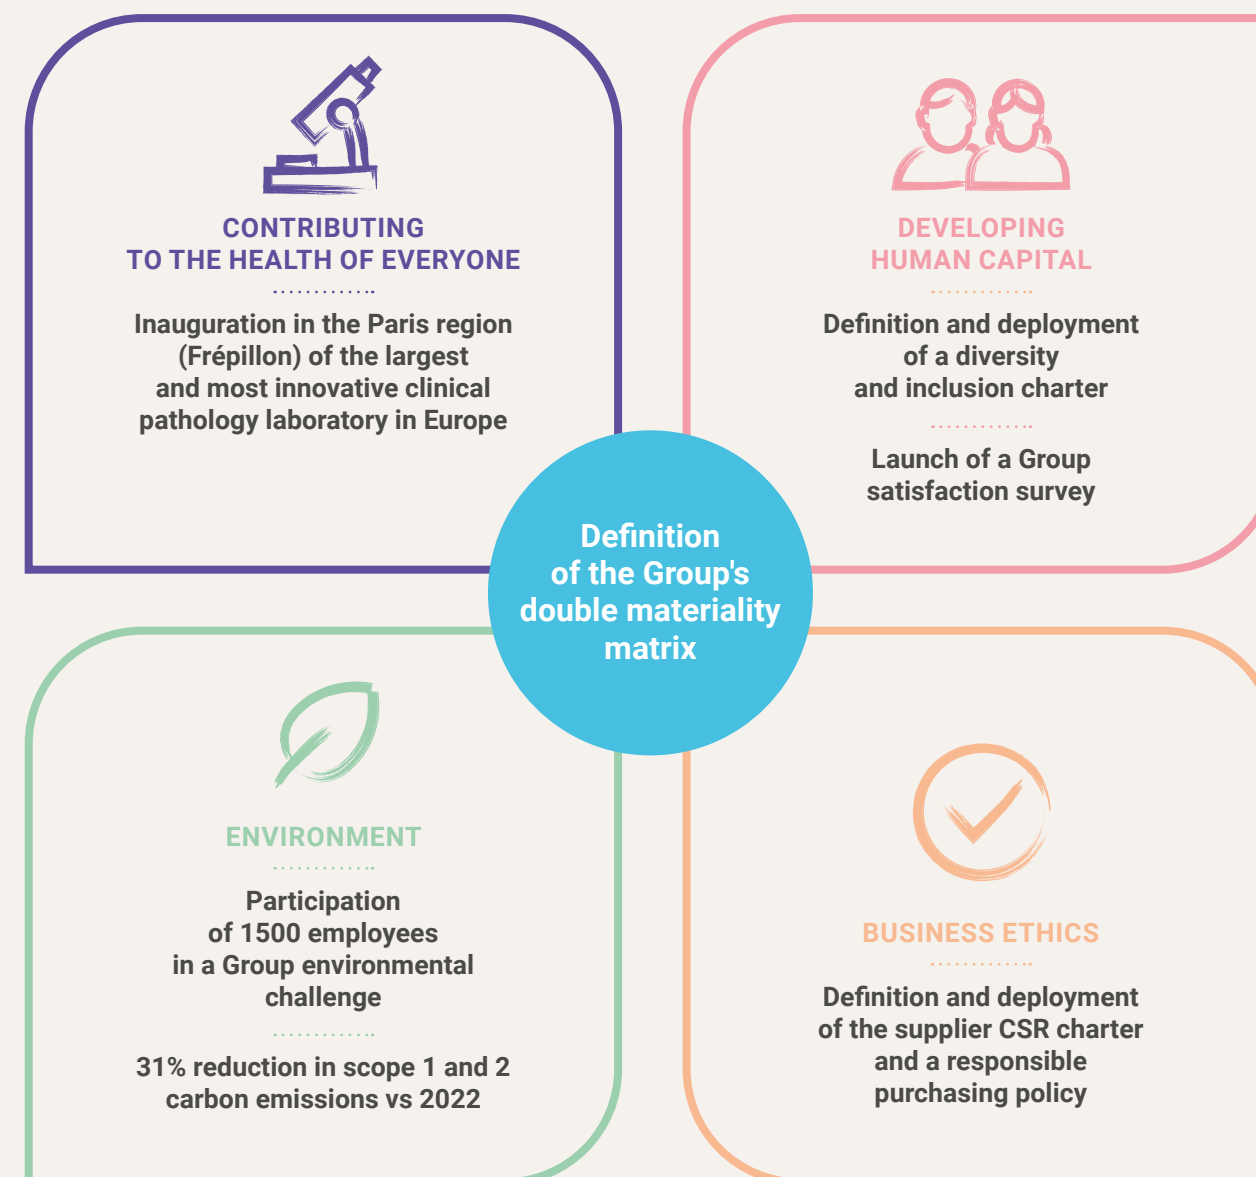 CONTRIBUTING
TO THE HEALTH OF EVERYONE
Inauguration in the Paris region
(Frépillon) of the largest
and most innovative clinical
pathology laboratory in Europe
DEVELOPING
HUMAN CAPITAL
Definition and deployment
of a diversity
and inclusion charter
Launch of a Group
satisfaction survey
Definition
of the Group's
double materiality
matrix
ENVIRONMENT
Participation
of 1500 employees
in a Group environmental
challenge
31% reduction in scope 1 and 2
carbon emissions vs 2022
BUSINESS ETHICS
Definition and deployment
of the supplier CSR charter
and a responsible
purchasing policy